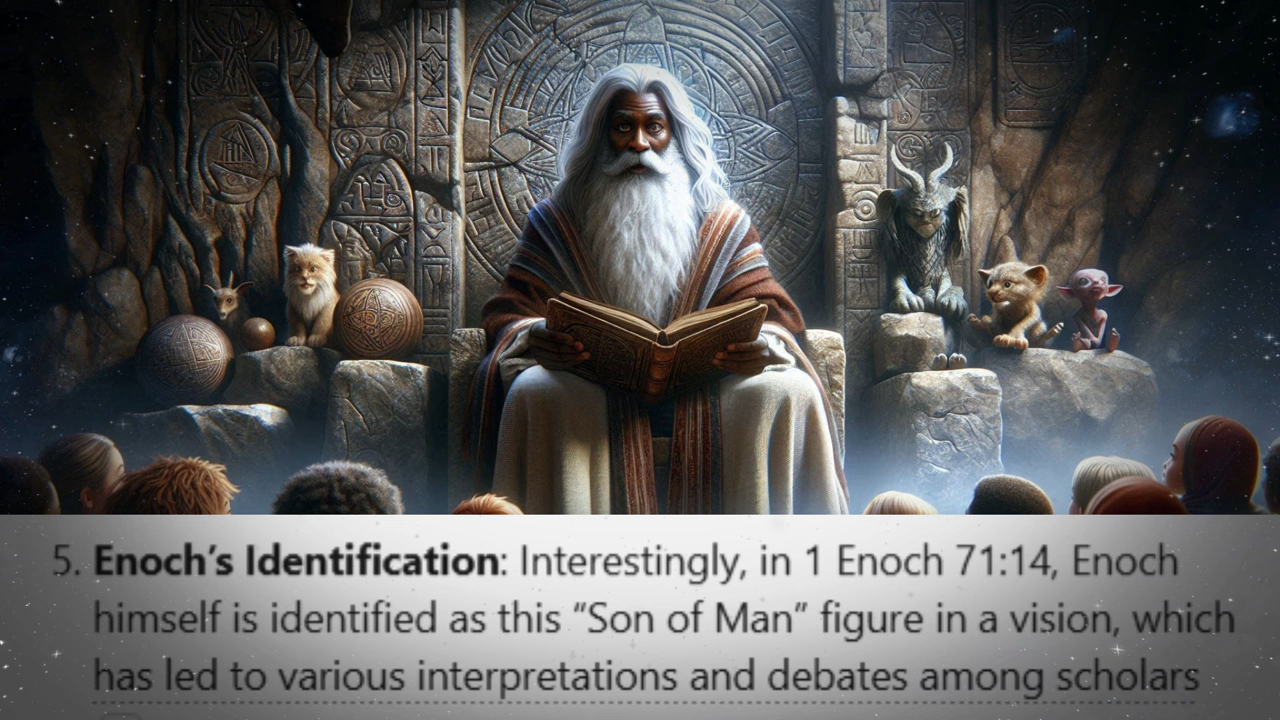 5. Enoch's Identification: Interestingly, in 1 Enoch 71:14, Enoch
himself is identified as this “Son of Man” figure in a vision, which
has led to various interpretations and debates among scholars